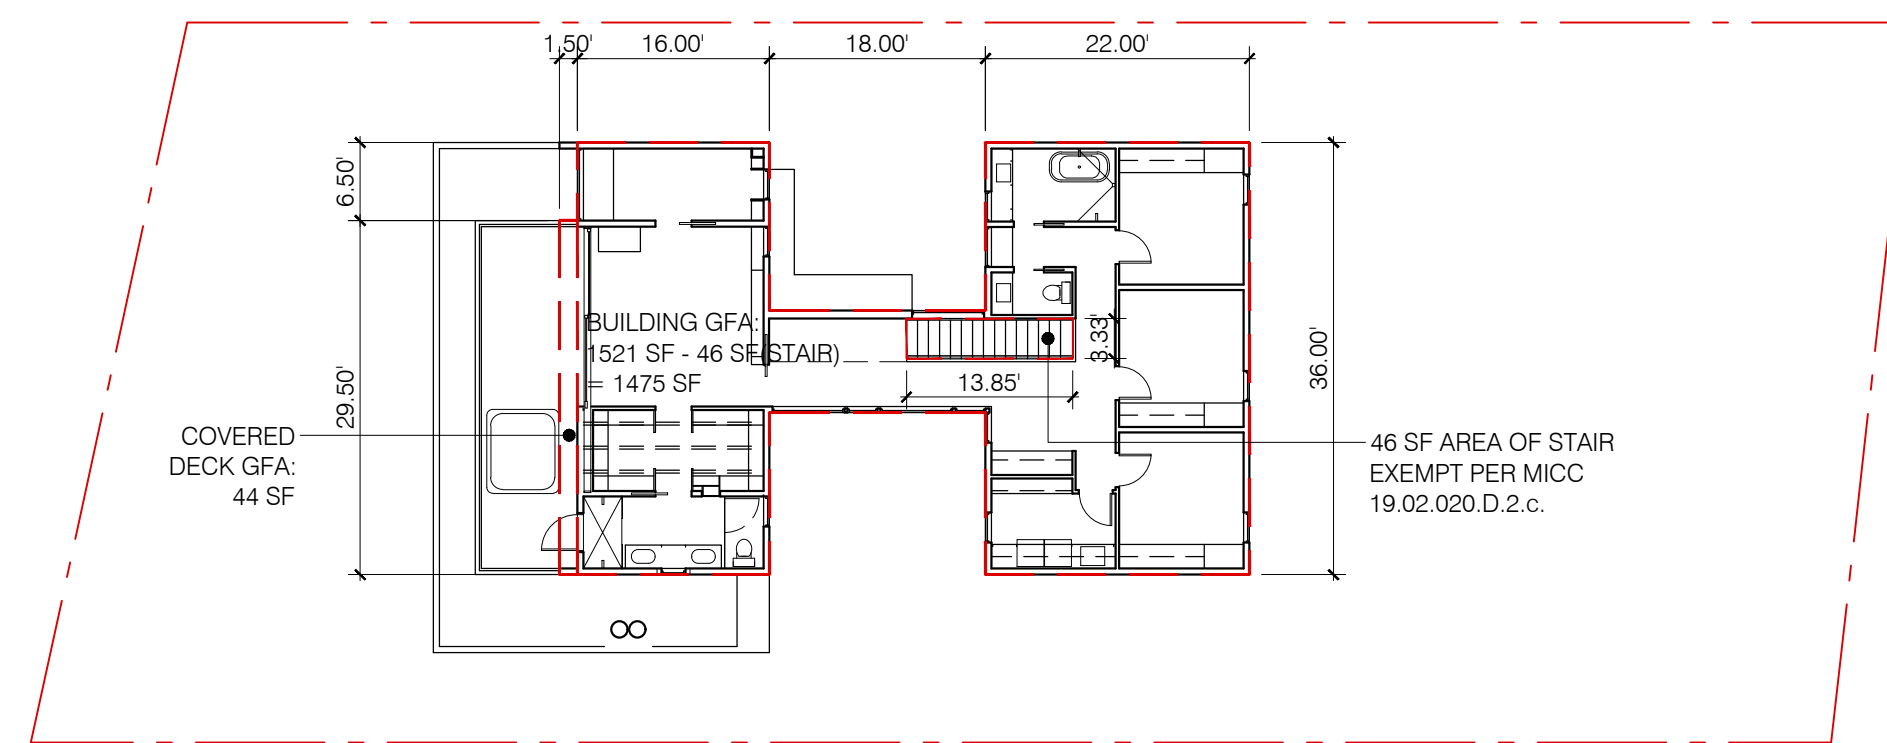 1.50' 16.00' 18.00' 22.00'
6.50'
29.50'
BUILDING GFA:
1521 SF - 46 SF(STAIR)
= 1475 SF
3.33'
13.85'
36.00'
COVERED
DECK GFA:
44 SF
46 SF AREA OF STAIR
EXEMPT PER MICC
19.02.020.D.2.c.